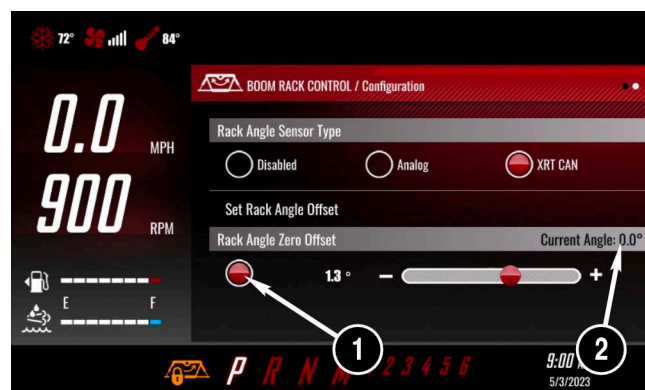 72° 84°
BOOM RACK CONTROL / Configuration
0.0 MPH
Rack Angle Sensor Type
Disabled Analog XRT CAN
900 RPM
Set Rack Angle Offset
Rack Angle Zero Offset Current Angle: 0.0°
1.3 ° − +
E F
1 2
P R N M 2 3 4 5 6 9:00
5/3/2023